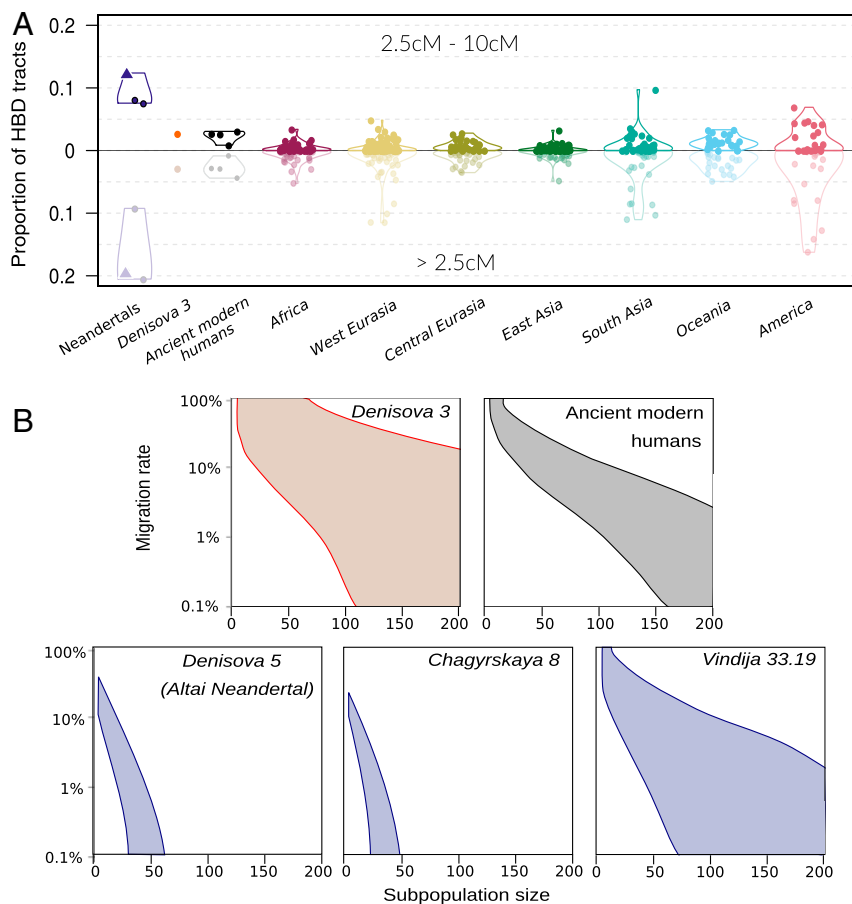 A
Proportion of HBD tracts
0.2
0.1
0
0.1
0.2
2.5cM - 10cM
> 2.5cM
Neandertals
Denisova 3
Ancient modern
humans
Africa
West Eurasia
Central Eurasia
East Asia
South Asia
Oceania
America
B
Migration rate
100%
10%
1%
0.1%
Denisova 3
0 50 100 150 200
Ancient modern
humans
0 50 100 150 200
100%
10%
1%
0.1%
Denisova 5
(Altai Neandertal)
0 50 100 150 200
Chagyrskaya 8
0 50 100 150 200
Vindija 33.19
0 50 100 150 200
Subpopulation size